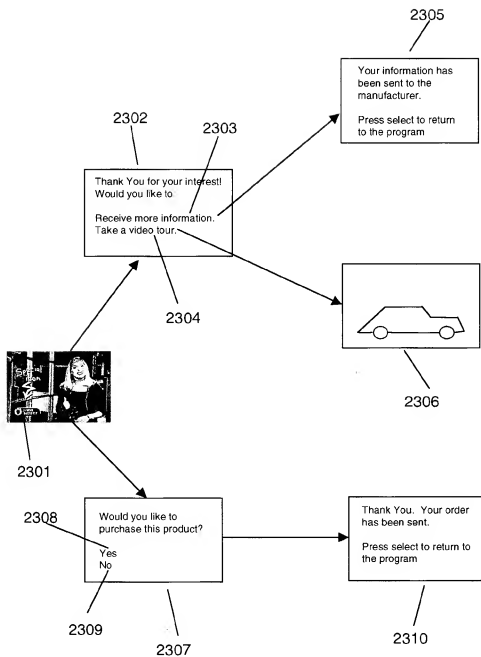 2305
Your information has
been sent to the
manufacturer.
Press select to return
to the program
2303
2302
Thank You for your interest!
Would you like to
Receive more information.
Take a video tour.
2304
2306
2301
Would you like to
purchase this product?
2308
Yes
No
2309
2307
Thank You. Your order
has been sent.
Press select to return to
the program
2310